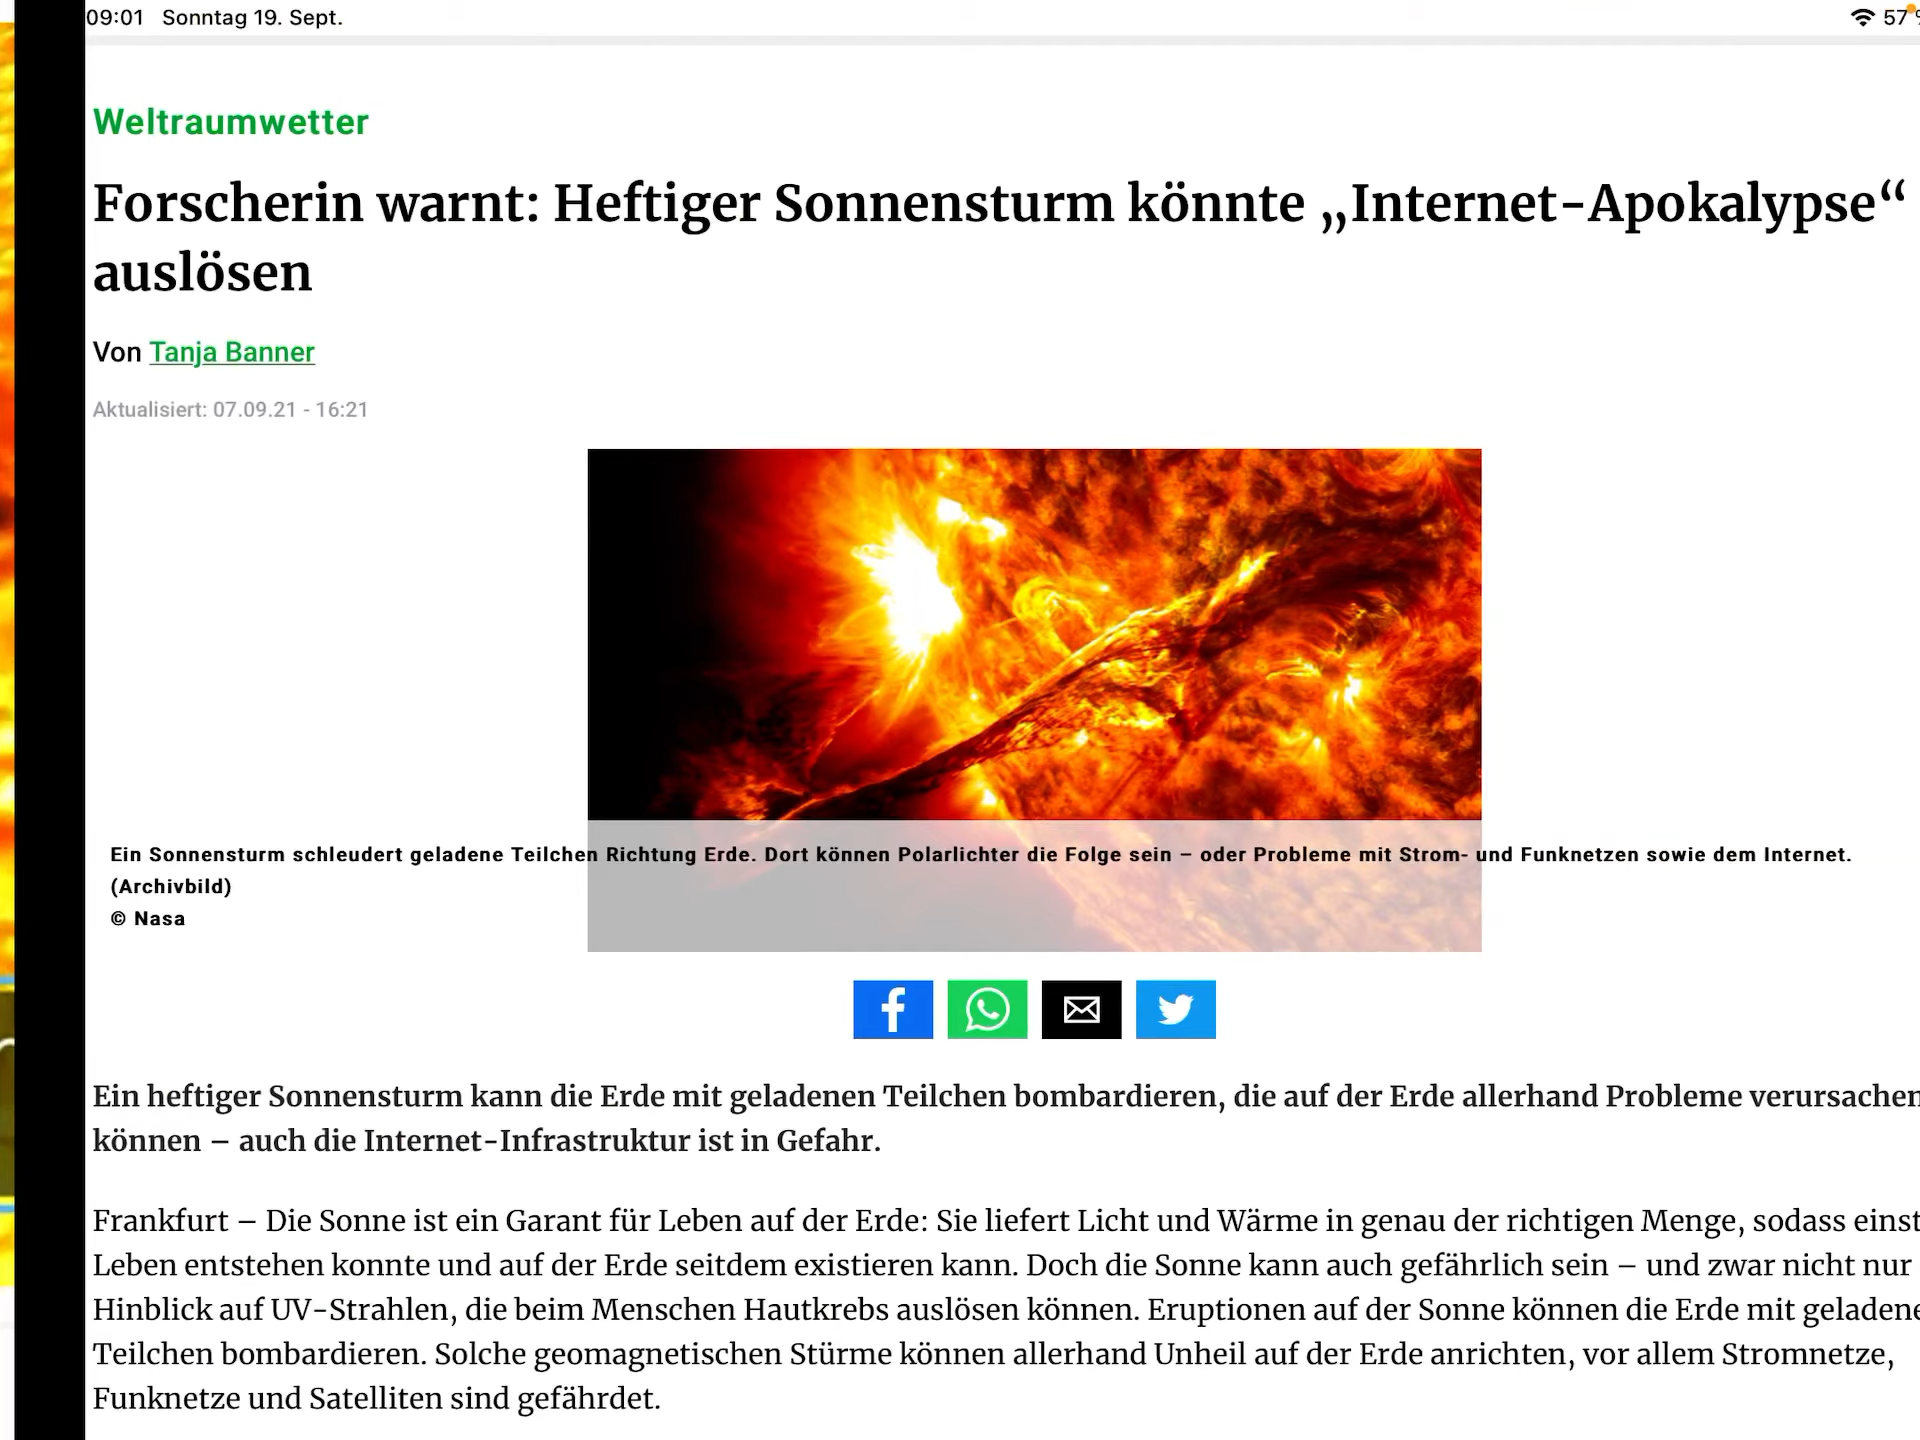 09:01 Sonntag 19. Sept.
57
Weltraumwetter
Forscherin warnt: Heftiger Sonnensturm könnte „Internet-Apokalypse“
auslösen
Von Tanja Banner
Aktualisiert: 07.09.21 - 16:21
Ein Sonnensturm schleudert geladene Teilchen Richtung Erde. Dort können Polarlichter die Folge sein – oder Probleme mit Strom- und Funknetzen sowie dem Internet.
(Archivbild)
© Nasa
Ein heftiger Sonnensturm kann die Erde mit geladenen Teilchen bombardieren, die auf der Erde allerhand Probleme verursachen
können – auch die Internet-Infrastruktur ist in Gefahr.
Frankfurt – Die Sonne ist ein Garant für Leben auf der Erde: Sie liefert Licht und Wärme in genau der richtigen Menge, sodass einst
Leben entstehen konnte und auf der Erde seitdem existieren kann. Doch die Sonne kann auch gefährlich sein – und zwar nicht nur
Hinblick auf UV-Strahlen, die beim Menschen Hautkrebs auslösen können. Eruptionen auf der Sonne können die Erde mit geladene
Teilchen bombardieren. Solche geomagnetischen Stürme können allerhand Unheil auf der Erde anrichten, vor allem Stromnetze,
Funknetze und Satelliten sind gefährdet.